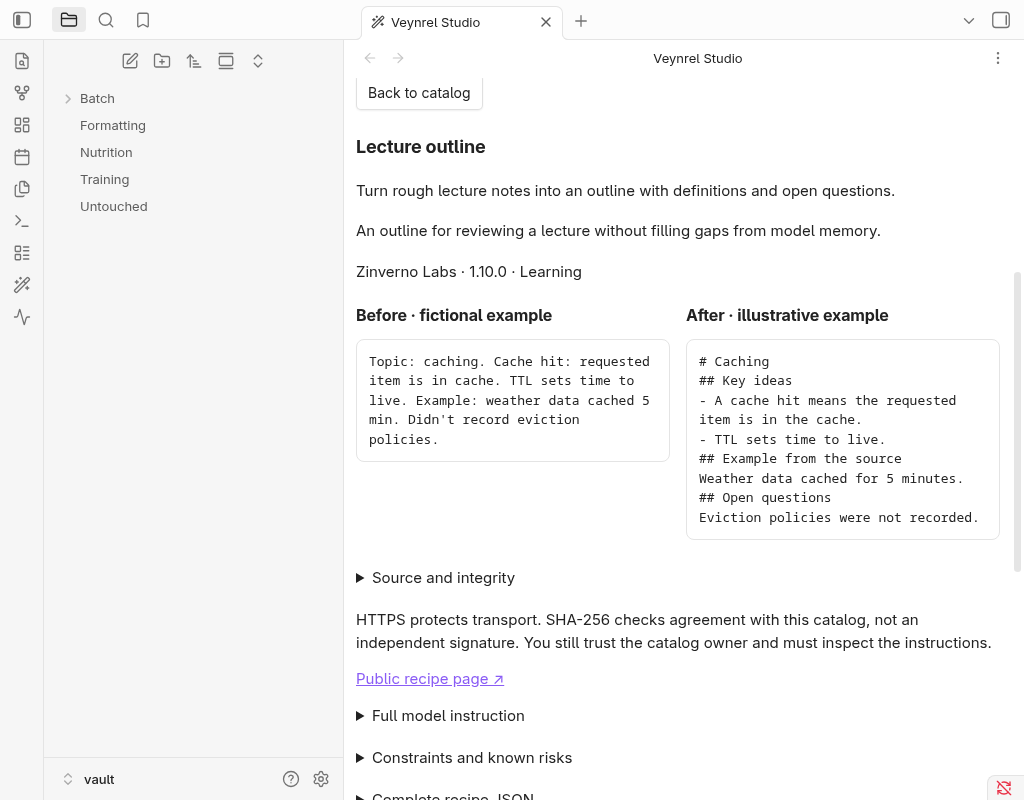 Veynrel Studio
Veynrel Studio
Back to catalog
Batch
Formatting
Nutrition
Training
Untouched
Lecture outline
Turn rough lecture notes into an outline with definitions and open questions.
An outline for reviewing a lecture without filling gaps from model memory.
Zinverno Labs · 1.10.0 · Learning
Before · fictional example
Topic: caching. Cache hit: requested
item is in cache. TTL sets time to
live. Example: weather data cached 5
min. Didn't record eviction
policies.
After · illustrative example
# Caching
## Key ideas
- A cache hit means the requested
item is in the cache.
- TTL sets time to live.
## Example from the source
Weather data cached for 5 minutes.
## Open questions
Eviction policies were not recorded.
Source and integrity
HTTPS protects transport. SHA-256 checks agreement with this catalog, not an
independent signature. You still trust the catalog owner and must inspect the instructions.
Public recipe page ↗
Full model instruction
Constraints and known risks
Complete recipe JSON
vault